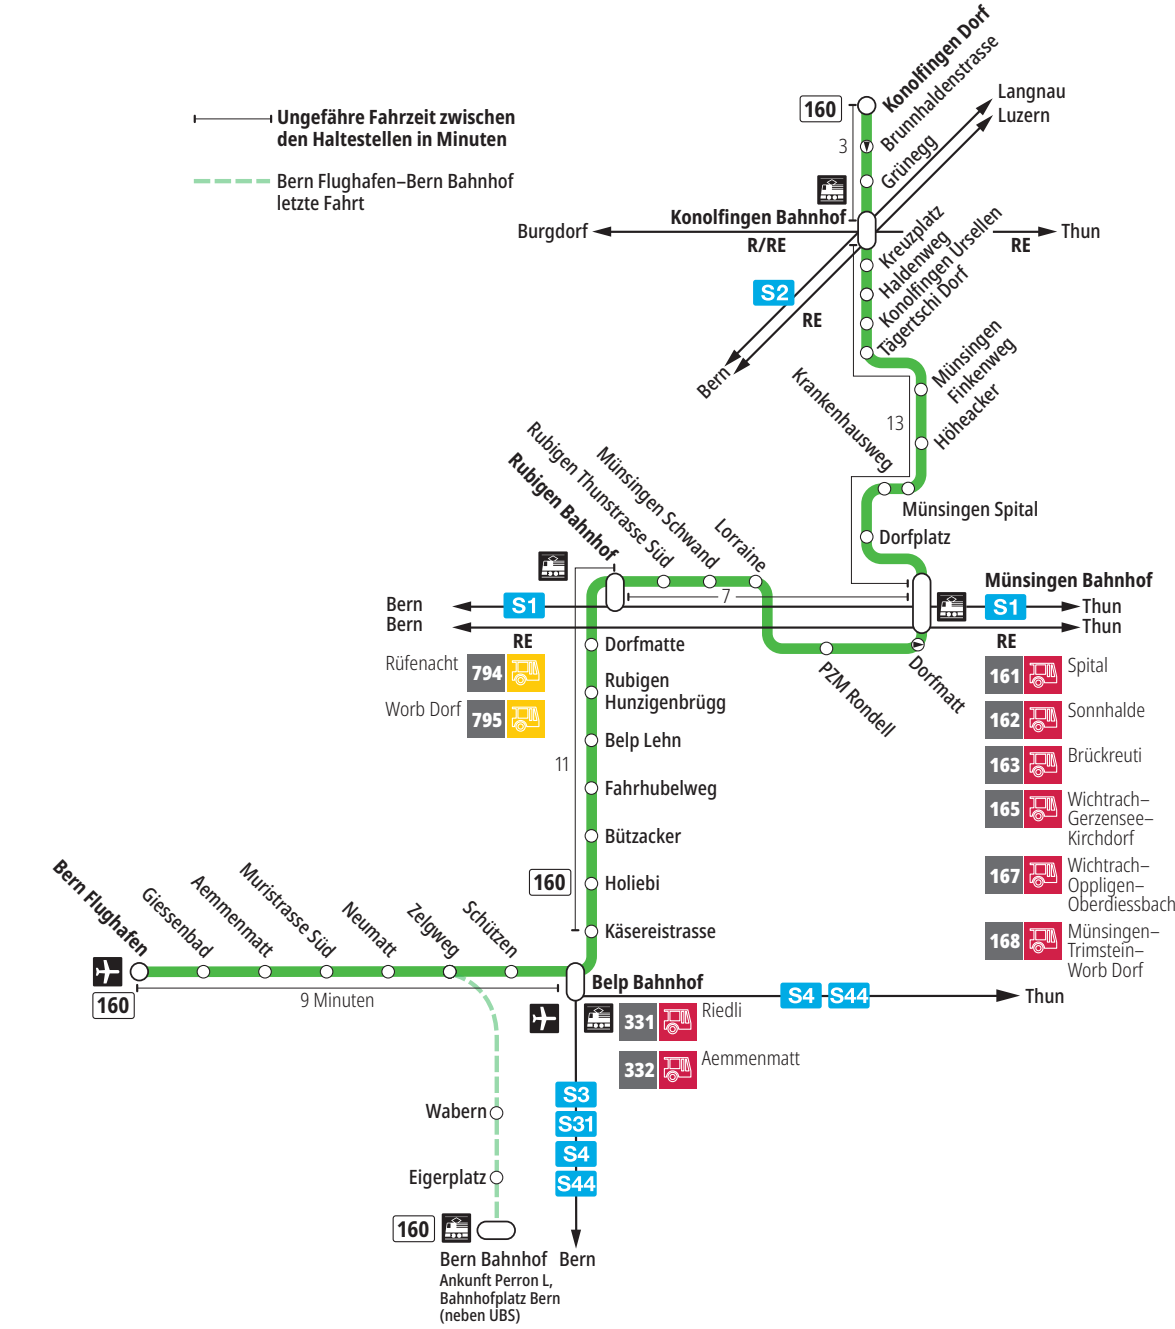 Ungefähre Fahrzeit zwischen
den Haltestellen in Minuten
Bern Flughafen–Bern Bahnhof
letzte Fahrt
160
Konolfingen Dorf
Brunnhaldenstrasse
3
Grünegg
Langnau
Luzern
Konolfingen Bahnhof
Burgdorf
R/RE
RE
Thun
S2
RE
Bern
Kreuzplatz
Haldenweg
Konolfingen Ursellen
Tägertschi Dorf
Münsingen
Finkenweg
Höheacker
13
Krankenhausweg
Münsingen Spital
Dorfplatz
Rubigen Bahnhof
Rubigen Thunstrasse Süd
Münsingen Schwand
Lorraine
7
Münsingen Bahnhof
Bern
S1
S1
Thun
Bern
Thun
RE
RE
Rüfenacht
794
Worb Dorf
795
PZM Rondell
Dorfmatt
161
Spital
162
Sonnhalde
163
Brückreuti
165
Wichtrach–
Gerzensee–
Kirchdorf
167
Wichtrach–
Oppligen–
Oberdiessbach
168
Münsingen–
Trimstein–
Worb Dorf
Dorfmatte
Rubigen
Hunzigenbrügg
Belp Lehn
11
Fahrhubelweg
Bützacker
160
Holiebi
Käsereistrasse
Bern Flughafen
Giessenbad
Aemmenmatt
Muristrasse Süd
Neumatt
Zelgweg
Schützen
160
9 Minuten
Belp Bahnhof
S4
S44
Thun
331
Riedli
332
Aemmenmatt
S3
S31
S4
S44
Bern
Wabern
Eigerplatz
160
Bern Bahnhof
Ankunft Perron L,
Bahnhofplatz Bern
(neben UBS)